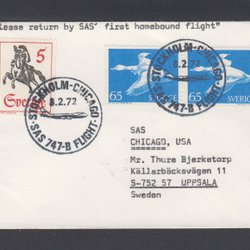 lease return by SAS' first homebound flight"
5
Sverige
STOCKHOLM-CHICAGO
8.2.72
SAS 747-B FLIGHT
STOCKHOLM-CHICAGO
8.2.72
SAS 747-B FLIGHT
65
SVERIGE
65
SAS
CHICAGO, USA
Mr. Thure Bjerketorp
Källarbäcksvägen 11
S-752 57 UPPSALA
Sweden